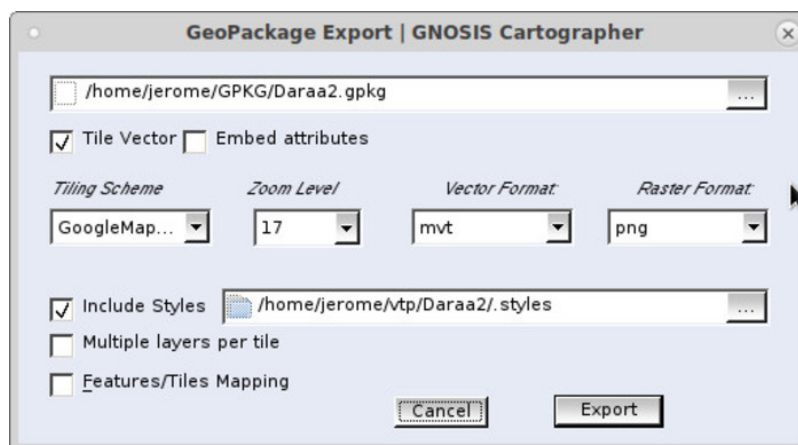 GeoPackage Export | GNOSIS Cartographer
/home/jerome/GPKG/Daraa2.gpkg ...
Tile Vector Embed attributes
Tiling Scheme Zoom Level Vector Format: Raster Format:
GoogleMap... 17 mvt png
Include Styles /home/jerome/vtp/Daraa2/.styles ...
Multiple layers per tile
Features/Tiles Mapping
Cancel Export